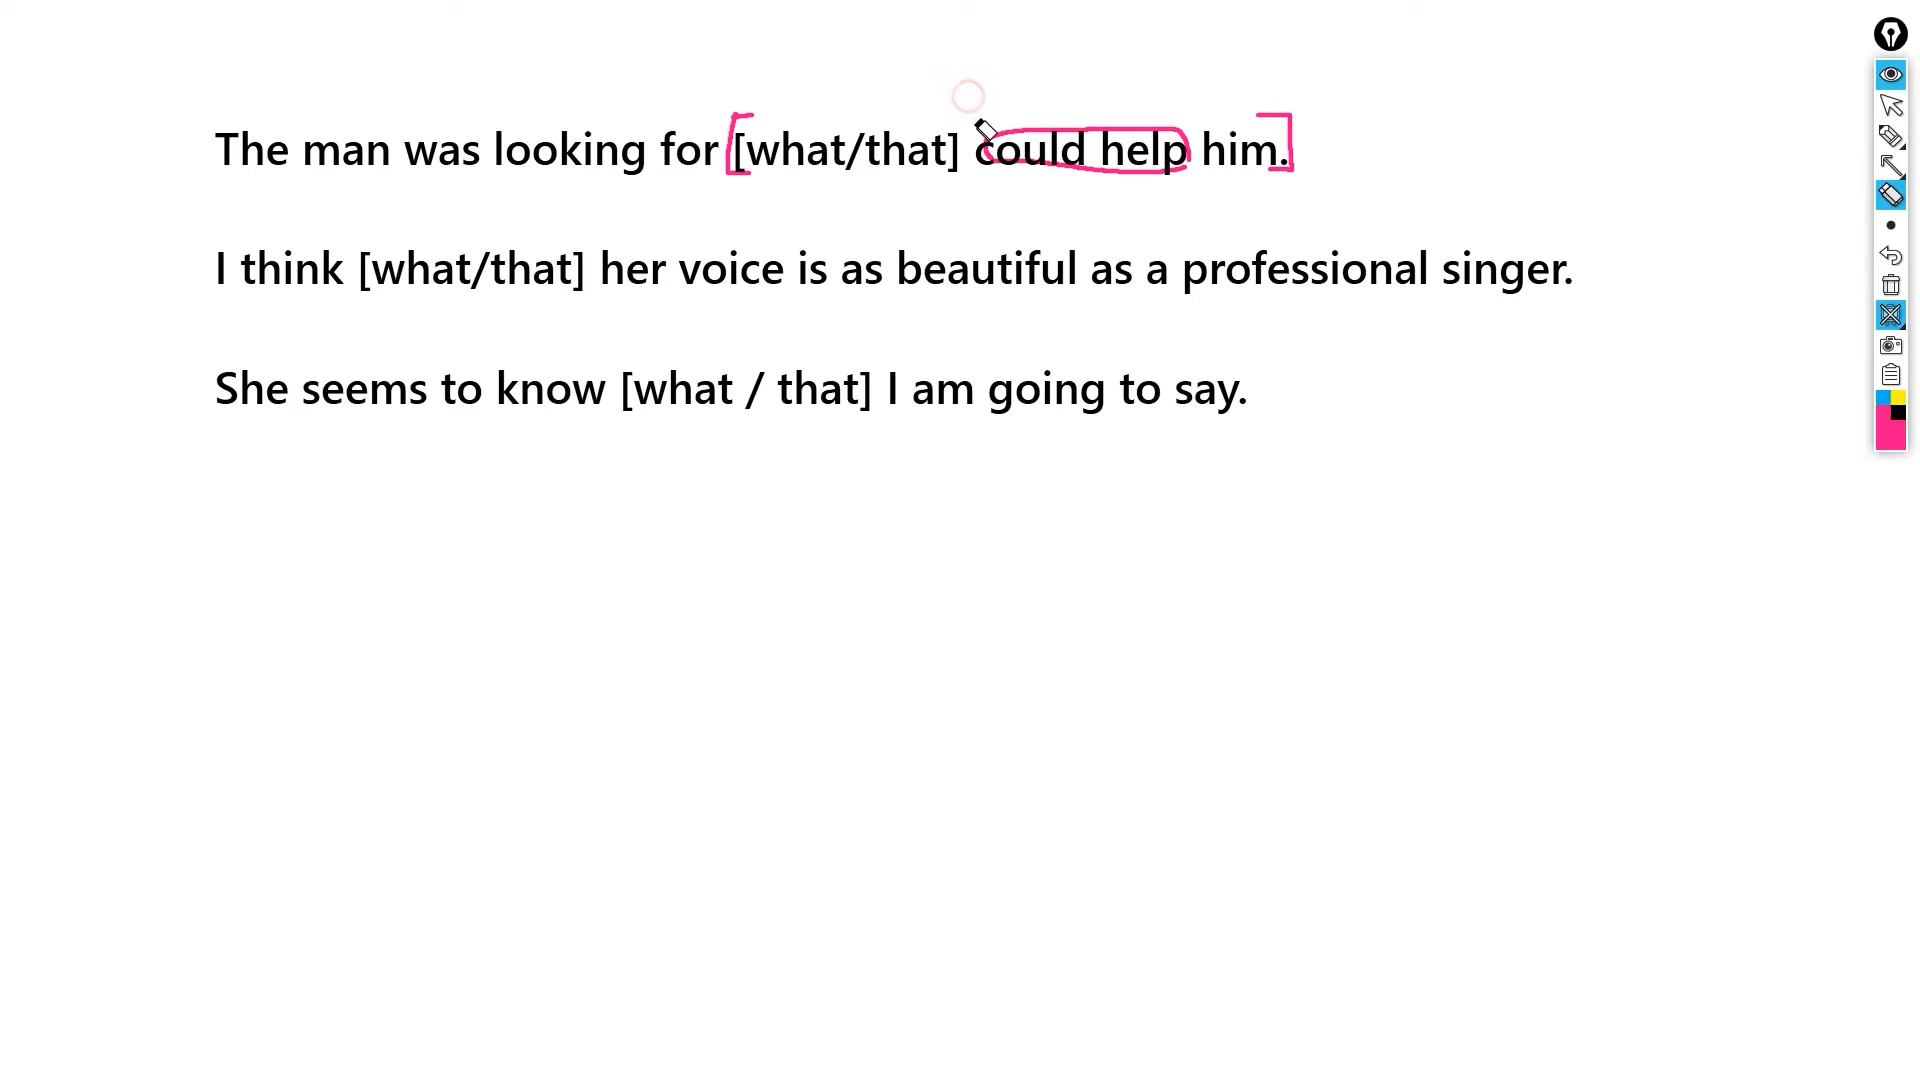 The man was looking for [what/that] could help him.
I think [what/that] her voice is as beautiful as a professional singer.
She seems to know [what / that] I am going to say.